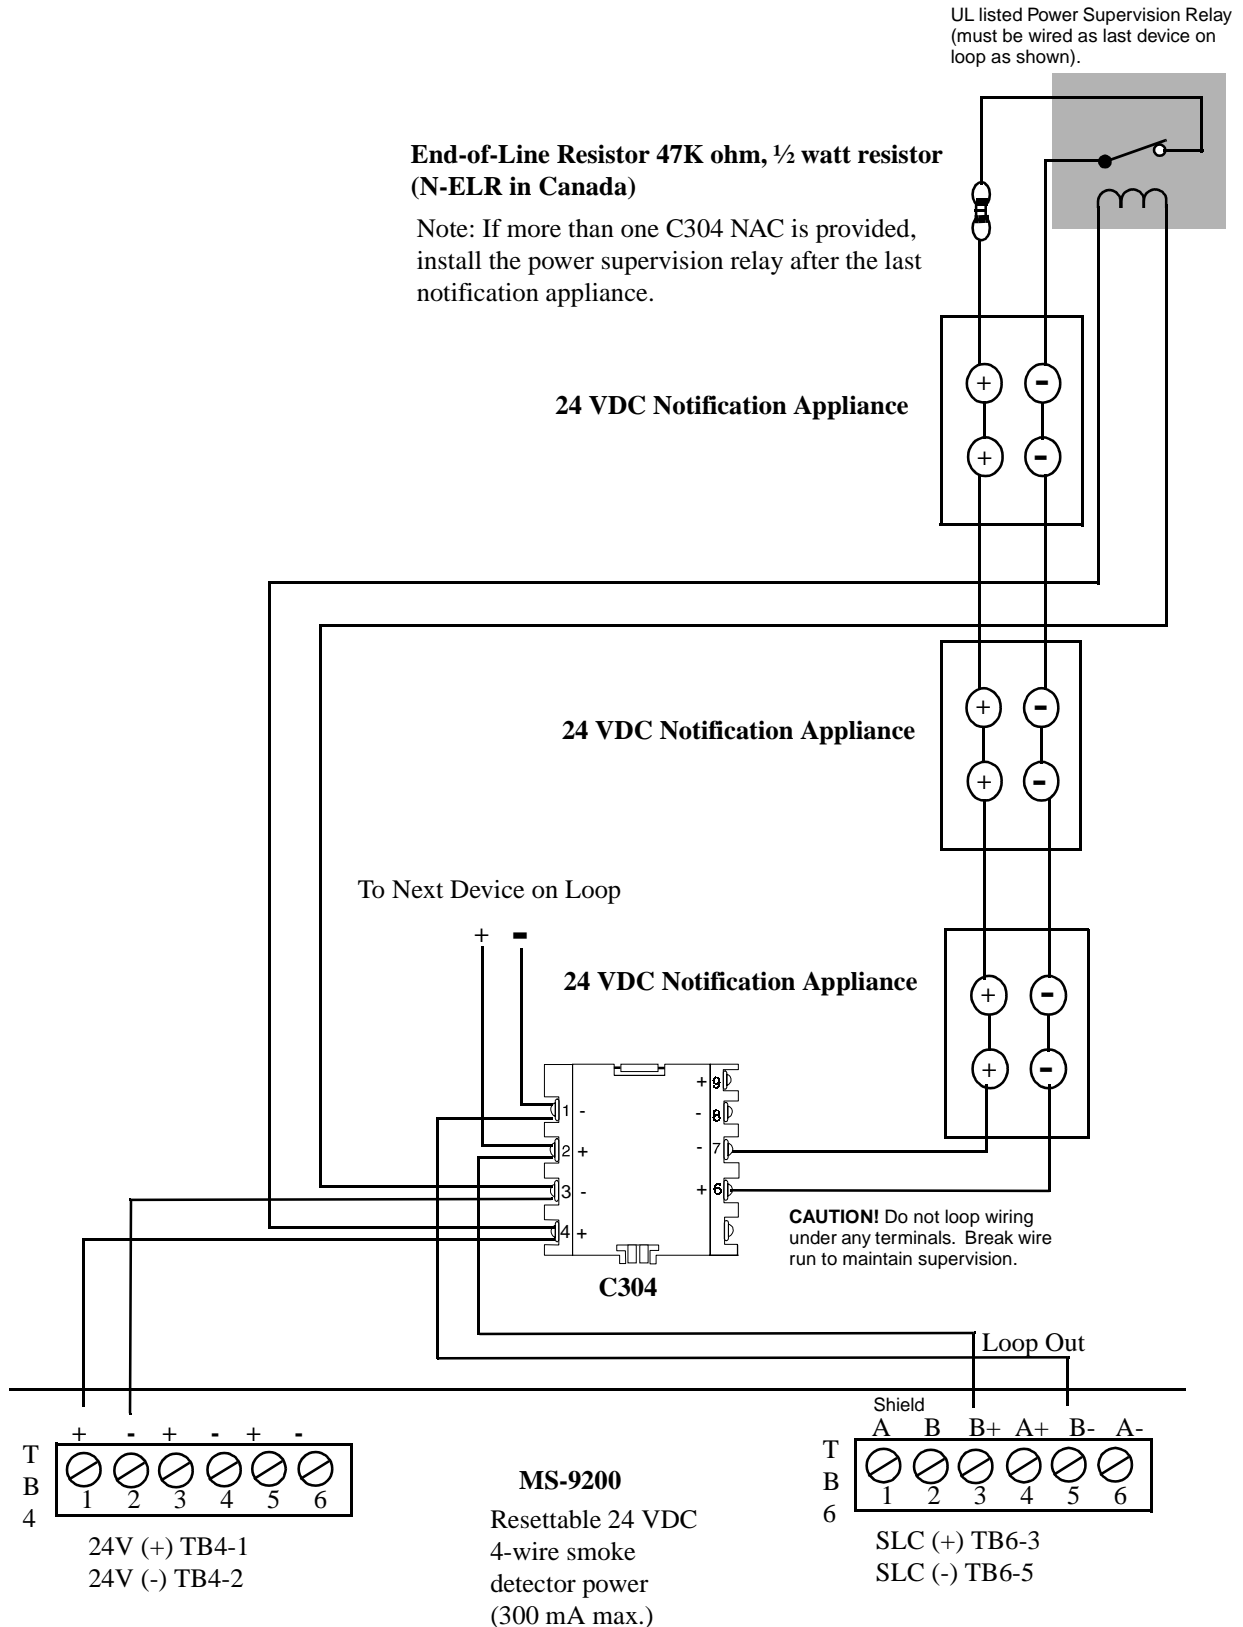 UL listed Power Supervision Relay
(must be wired as last device on
loop as shown).
End-of-Line Resistor 47K ohm, ½ watt resistor
(N-ELR in Canada)
Note: If more than one C304 NAC is provided,
install the power supervision relay after the last
notification appliance.
+ -
24 VDC Notification Appliance
+ -
+ -
24 VDC Notification Appliance
+ -
To Next Device on Loop
+ -
24 VDC Notification Appliance
+ -
+ -
+ 9
1 - - 8
2 + - 7
3 - + 6
4 +
CAUTION! Do not loop wiring
under any terminals. Break wire
run to maintain supervision.
C304
Loop Out
Shield
+ - + - + -
A B B+ A+ B- A-
TB4
1 2 3 4 5 6
TB6
1 2 3 4 5 6
24V (+) TB4-1
24V (-) TB4-2
MS-9200
Resettable 24 VDC
4-wire smoke
detector power
(300 mA max.)
SLC (+) TB6-3
SLC (-) TB6-5